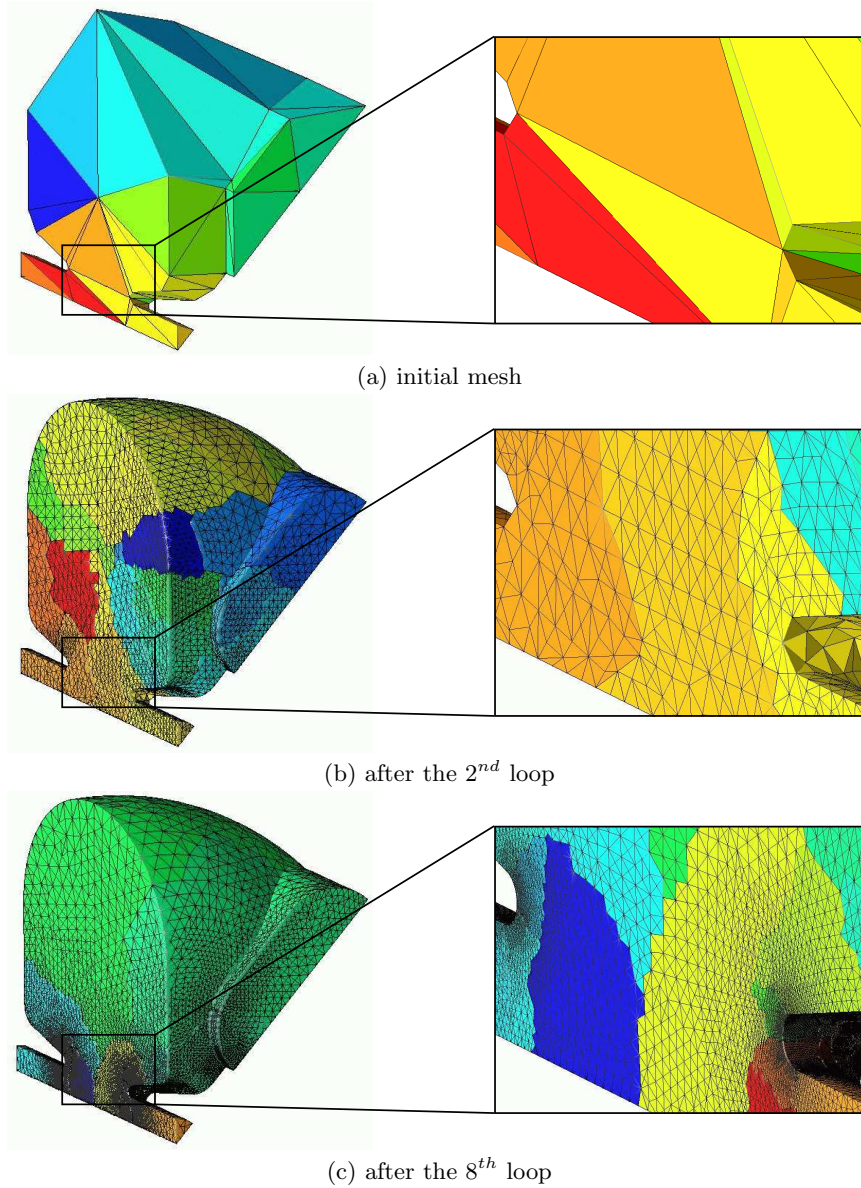 (a) initial mesh
(b) after the 2nd loop
(c) after the 8th loop